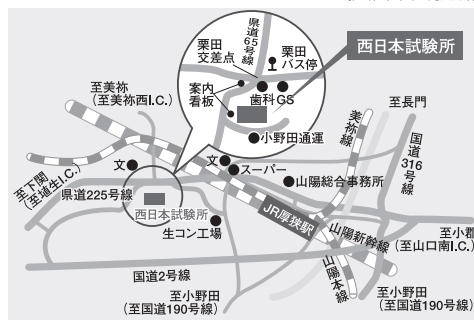 県道65号線
栗田
交差点
栗田
バス停
西日本試験所
案内
看板
歯科GS
小野田通運
至美祢
(至美祢西I.C.)
至長門
美祢線
国道316号線
至下関
(至埴生I.C.)
文
文
スーパー
県道225号線
山陽総合事務所
西日本試験所
JR厚狭駅
生コン工場
山陽新幹線
至小郡
(至山口南I.C.)
山陽本線
国道2号線
至小野田
(至国道190号線)
至小野田
(至国道190号線)